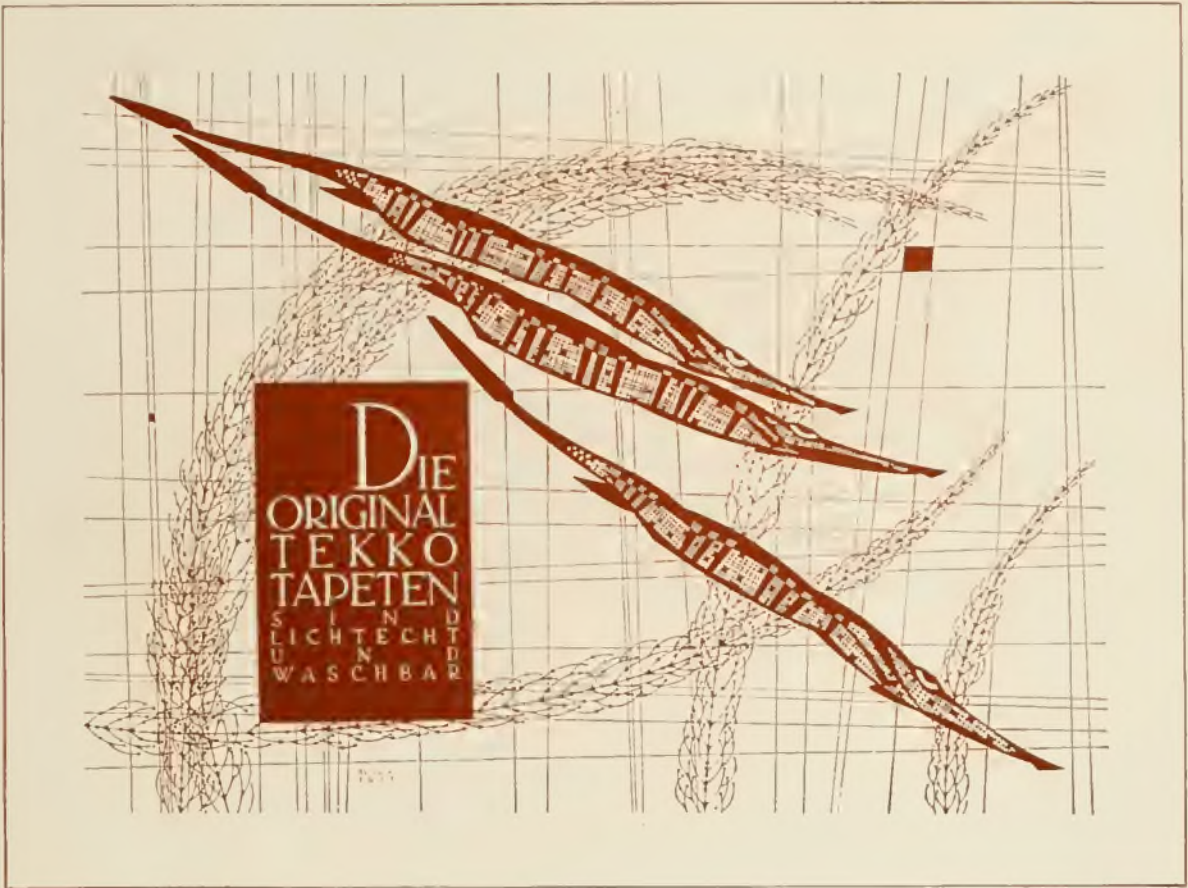 DIE
ORIGINAL
TEKKO
TAPETEN
SIND
LICHTECHT
UND
WASCHBAR